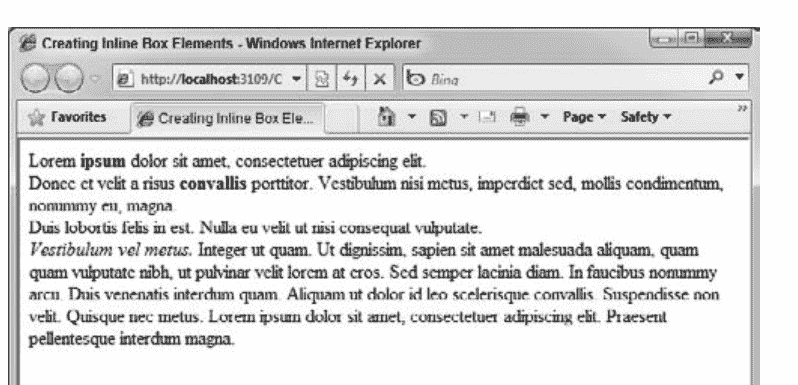 Creating Inline Box Elements - Windows Internet Explorer
http://localhost:3109/C
Bing
Favorites
Creating Inline Box Ele...
Page
Safety
»
Lorem ipsum dolor sit amet, consectetuer adipiscing elit.
Donec et velit a risus convallis porttitor. Vestibulum nisi metus, imperdiet sed, mollis condimentum,
nonummy eu, magna.
Duis lobortis felis in est. Nulla eu velit ut nisi consequat vulputate.
Vestibulum vel metus. Integer ut quam. Ut dignissim, sapien sit amet malesuada aliquam, quam
quam vulputate nibh, ut pulvinar velit lorem at eros. Sed semper lacinia diam. In faucibus nonummy
arcu. Duis venenatis interdum quam. Aliquam ut dolor id leo scelerisque convallis. Suspendisse non
velit. Quisque nec metus. Lorem ipsum dolor sit amet, consectetuer adipiscing elit. Praesent
pellentesque interdum magna.